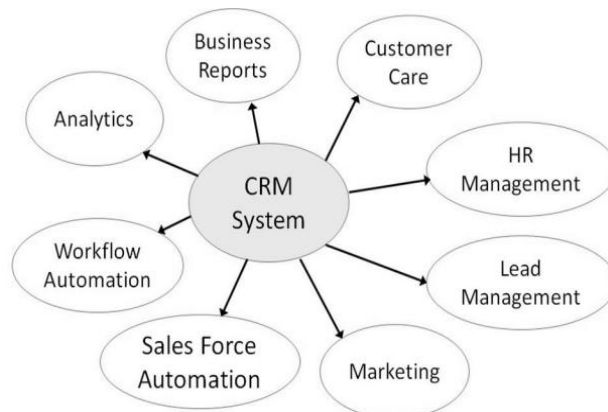 Business
Reports
Customer
Care
Analytics
HR
Management
CRM
System
Workflow
Automation
Lead
Management
Sales Force
Automation
Marketing